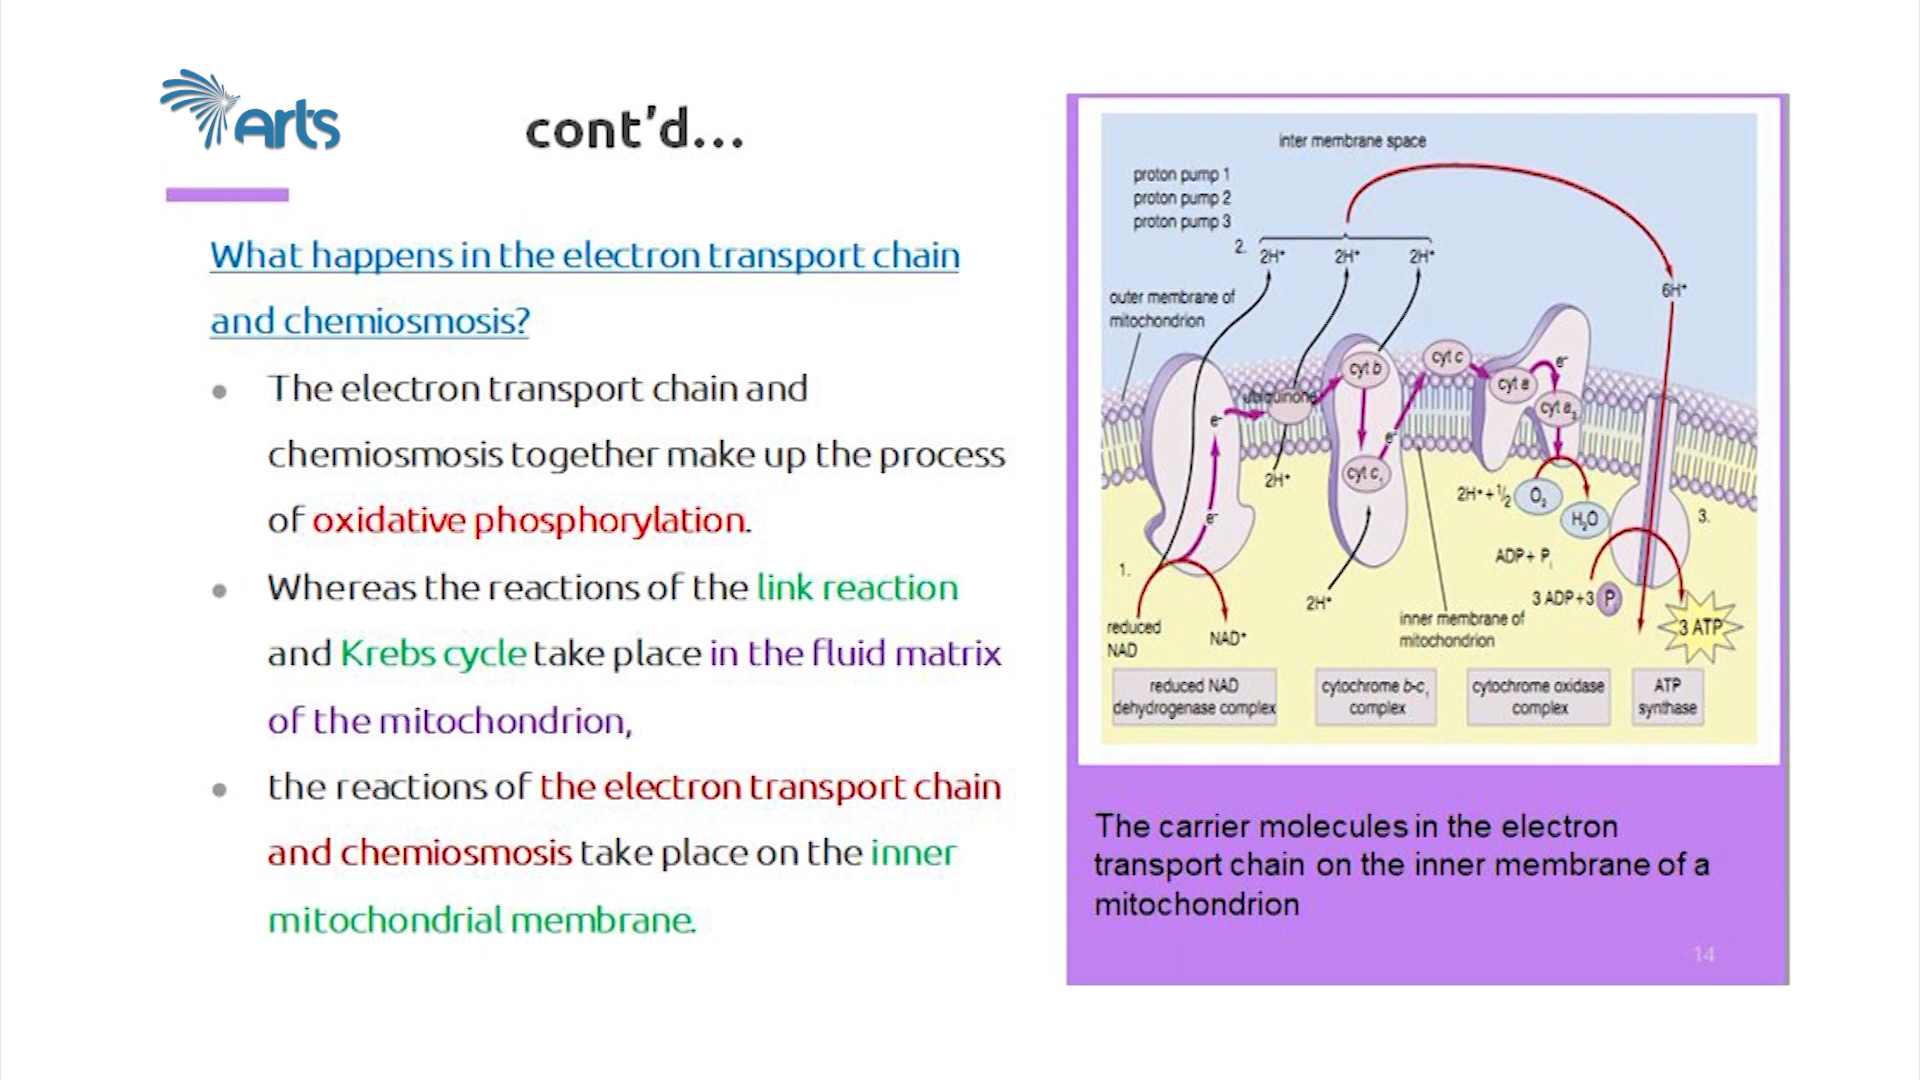 Arts
cont'd...
What happens in the electron transport chain
and chemiosmosis?
The electron transport chain and
chemiosmosis together make up the process
of oxidative phosphorylation.
Whereas the reactions of the link reaction
and Krebs cycle take place in the fluid matrix
of the mitochondrion,
the reactions of the electron transport chain
and chemiosmosis take place on the inner
mitochondrial membrane.
inter membrane space
proton pump 1
proton pump 2
proton pump 3
2.
2H⁺ 2H⁺ 2H⁺
6H⁺
outer membrane of
mitochondrion
ubiquinone
cyt b
cyt c
cyt a
e⁻
cyt a₃
e⁻
e⁻
cyt c₁
2H⁺
e⁻
2H⁺+½
O₂
H₂O
3.
1.
ADP+ Pᵢ
3 ADP+3 P
2H⁺
3 ATP
reduced
NAD
NAD⁺
inner membrane of
mitochondrion
reduced NAD
dehydrogenase complex
cytochrome b-c₁
complex
cytochrome oxidase
complex
ATP
synthase
The carrier molecules in the electron
transport chain on the inner membrane of a
mitochondrion
14